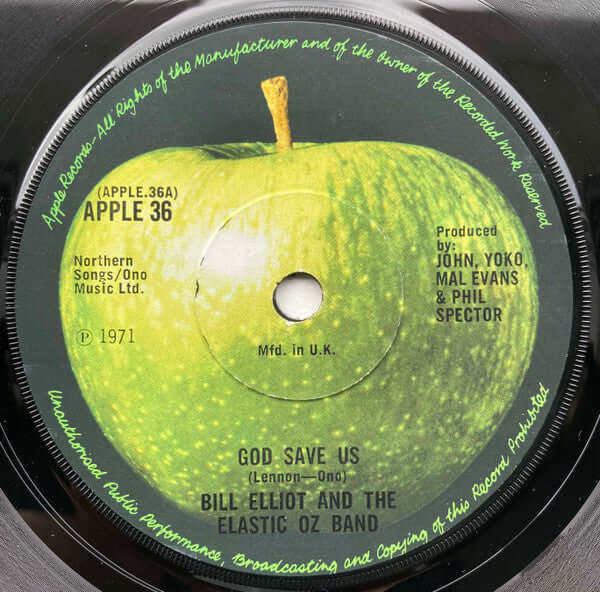 Apple Records—All Rights of the Manufacturer and of the Owner of the Recorded Work Reserved
(APPLE.36A)
APPLE 36
Northern
Songs/Ono
Music Ltd.
Ⓟ 1971
Produced
by:
JOHN, YOKO,
MAL EVANS
& PHIL
SPECTOR
Mfd. in U.K.
GOD SAVE US
(Lennon—Ono)
BILL ELLIOT AND THE
ELASTIC OZ BAND
Unauthorised Public Performance, Broadcasting and Copying of this Record Prohibited